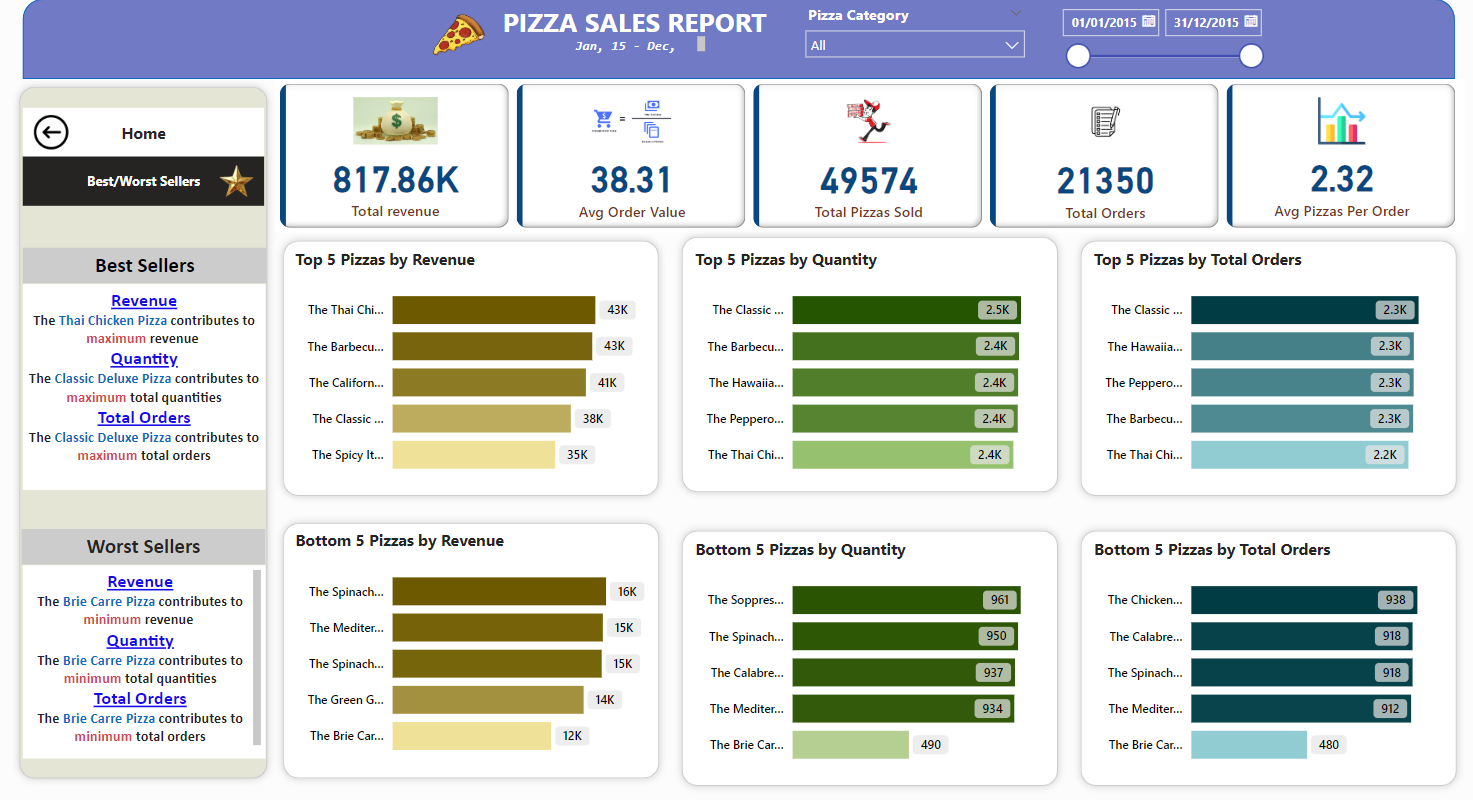 PIZZA SALES REPORT
Jan, 15 - Dec,
Pizza Category
All
01/01/2015
31/12/2015
Home
Best/Worst Sellers
817.86K
Total revenue
=
38.31
Avg Order Value
49574
Total Pizzas Sold
21350
Total Orders
2.32
Avg Pizzas Per Order
Best Sellers
Revenue
The Thai Chicken Pizza contributes to
maximum revenue
Quantity
The Classic Deluxe Pizza contributes to
maximum total quantities
Total Orders
The Classic Deluxe Pizza contributes to
maximum total orders
Worst Sellers
Revenue
The Brie Carre Pizza contributes to
minimum revenue
Quantity
The Brie Carre Pizza contributes to
minimum total quantities
Total Orders
The Brie Carre Pizza contributes to
minimum total orders
Top 5 Pizzas by Revenue
The Thai Chi... 43K
The Barbecu... 43K
The Californ... 41K
The Classic ... 38K
The Spicy It... 35K
Top 5 Pizzas by Quantity
The Classic ... 2.5K
The Barbecu... 2.4K
The Hawaiia... 2.4K
The Peppero... 2.4K
The Thai Chi... 2.4K
Top 5 Pizzas by Total Orders
The Classic ... 2.3K
The Hawaiia... 2.3K
The Peppero... 2.3K
The Barbecu... 2.3K
The Thai Chi... 2.2K
Bottom 5 Pizzas by Revenue
The Spinach... 16K
The Mediter... 15K
The Spinach... 15K
The Green G... 14K
The Brie Car... 12K
Bottom 5 Pizzas by Quantity
The Soppres... 961
The Spinach... 950
The Calabre... 937
The Mediter... 934
The Brie Car... 490
Bottom 5 Pizzas by Total Orders
The Chicken... 938
The Calabre... 918
The Spinach... 918
The Mediter... 912
The Brie Car... 480